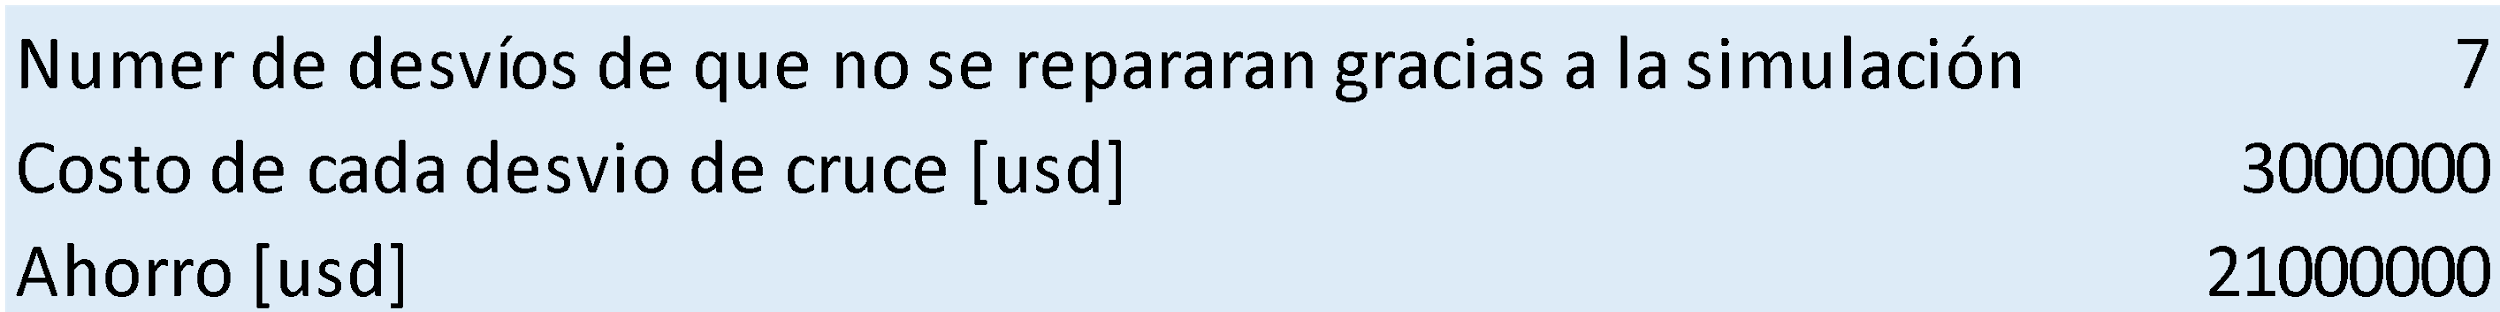 Numer de desvíos de que no se repararan gracias a la simulación 7
Costo de cada desvio de cruce [usd] 3000000
Ahorro [usd] 21000000